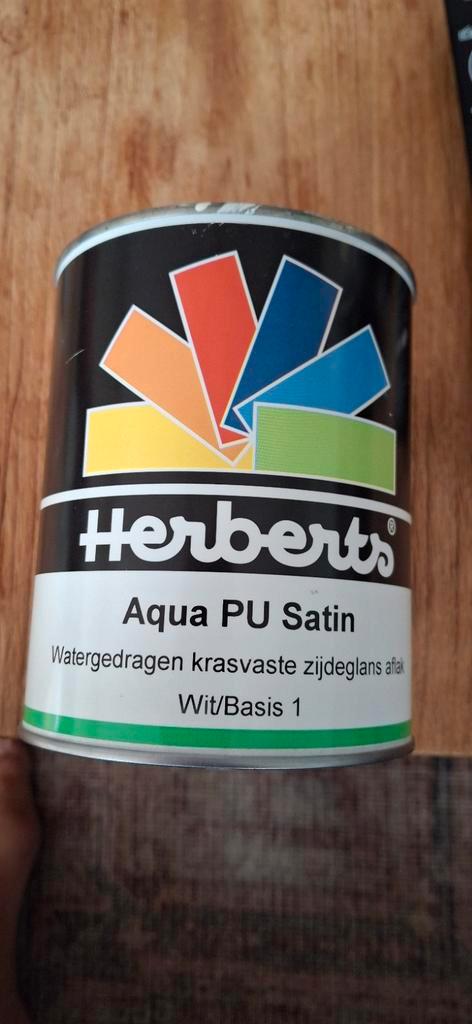 Herberts®
Aqua PU Satin
Watergedragen krasvaste zijdeglans aflak
Wit/Basis 1